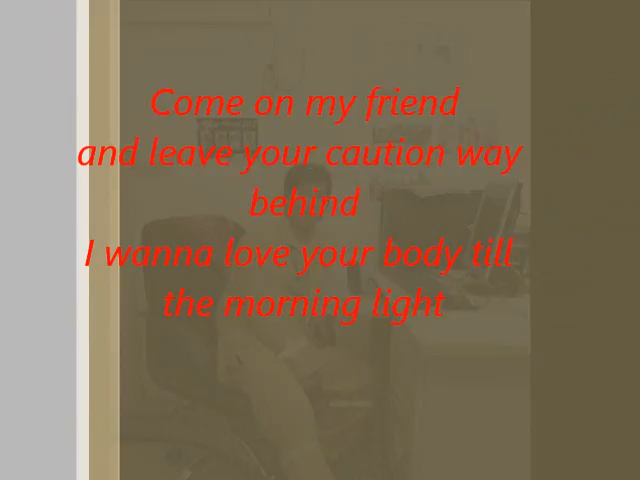 Come on my friend
and leave your caution way
behind
I wanna love your body till
the morning light